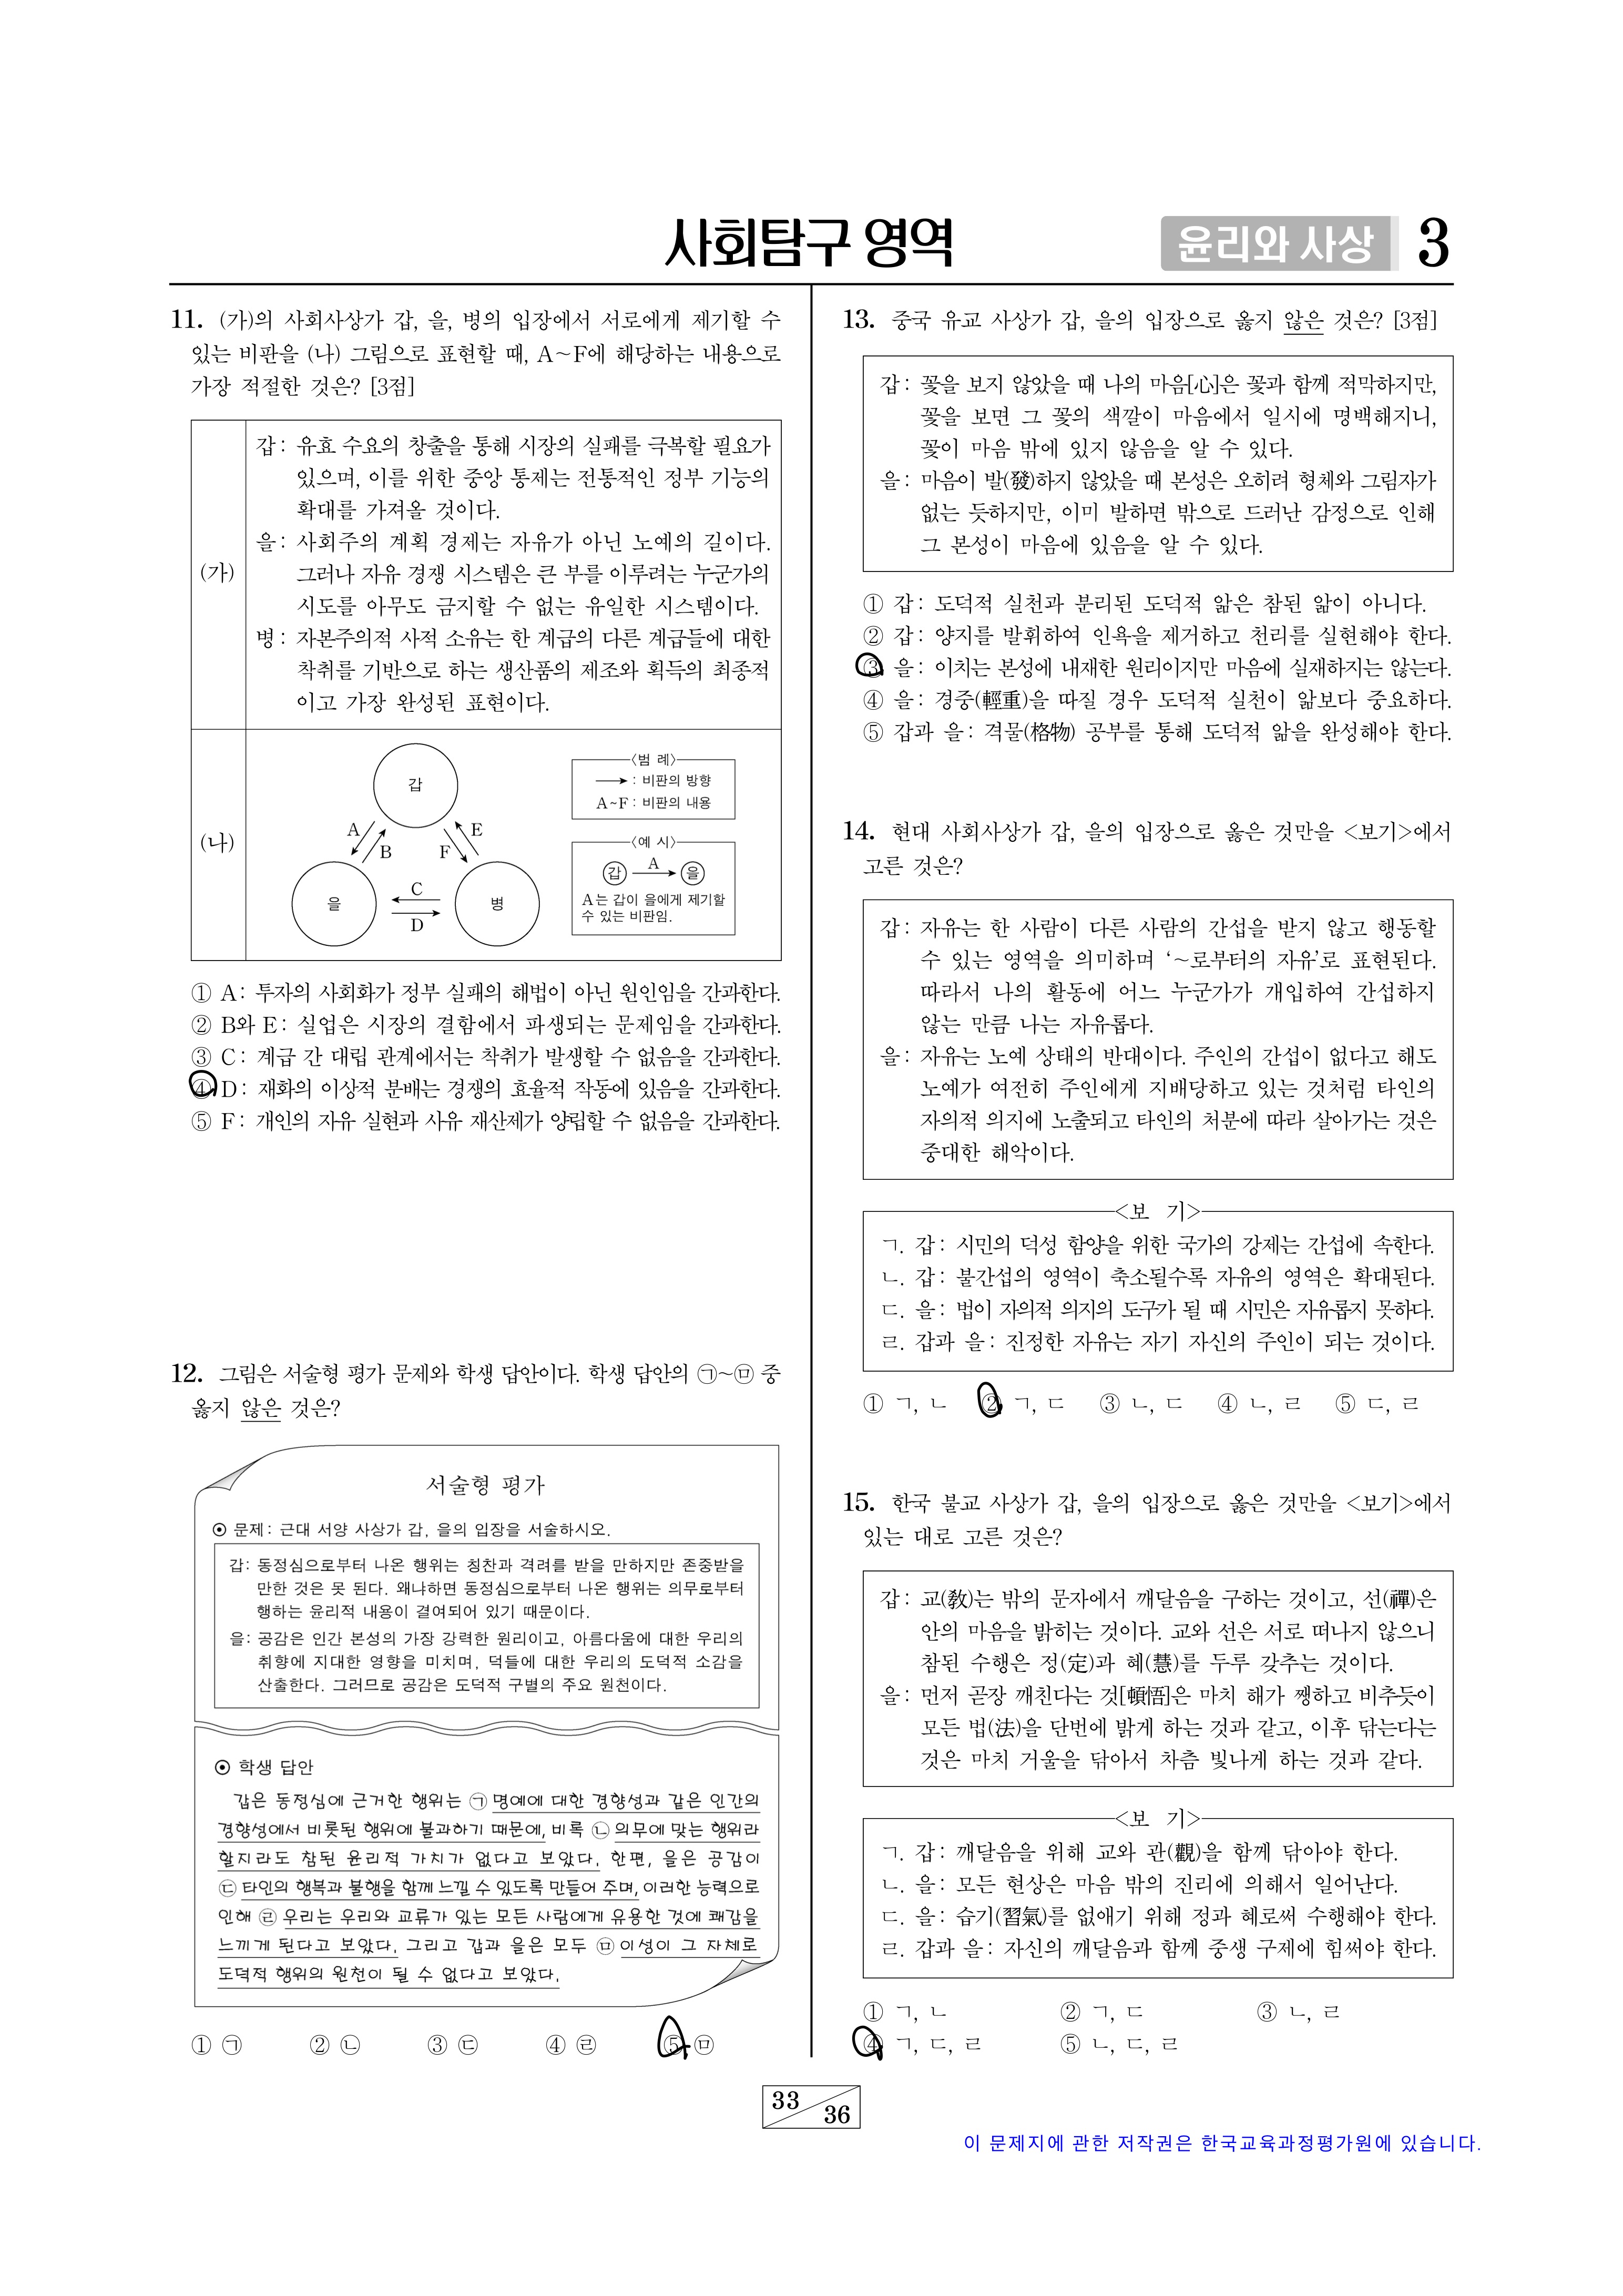 사회탐구 영역
윤리와 사상 3
11. (가)의 사회사상가 갑, 을, 병의 입장에서 서로에게 제기할 수
있는 비판을 (나) 그림으로 표현할 때, A~F에 해당하는 내용으로
가장 적절한 것은? [3점]
(가)
갑: 유효 수요의 창출을 통해 시장의 실패를 극복할 필요가
있으며, 이를 위한 중앙 통제는 전통적인 정부 기능의
확대를 가져올 것이다.
을: 사회주의 계획 경제는 자유가 아닌 노예의 길이다.
그러나 자유 경쟁 시스템은 큰 부를 이루려는 누군가의
시도를 아무도 금지할 수 없는 유일한 시스템이다.
병: 자본주의적 사적 소유는 한 계급의 다른 계급들에 대한
착취를 기반으로 하는 생산품의 제조와 획득의 최종적
이고 가장 완성된 표현이다.
(나)
갑
A
B
E
F
을
C
D
병
<범 례>
→ : 비판의 방향
A~F : 비판의 내용
<예 시>
갑 A → 을
A는 갑이 을에게 제기할
수 있는 비판임.
① A: 투자의 사회화가 정부 실패의 해법이 아닌 원인임을 간과한다.
② B와 E: 실업은 시장의 결함에서 파생되는 문제임을 간과한다.
③ C: 계급 간 대립 관계에서는 착취가 발생할 수 없음을 간과한다.
④ D: 재화의 이상적 분배는 경쟁의 효율적 작동에 있음을 간과한다.
⑤ F: 개인의 자유 실현과 사유 재산제가 양립할 수 없음을 간과한다.
12. 그림은 서술형 평가 문제와 학생 답안이다. 학생 답안의 ㉠~㉤ 중
옳지 않은 것은?
서술형 평가
⊙ 문제: 근대 서양 사상가 갑, 을의 입장을 서술하시오.
갑: 동정심으로부터 나온 행위는 칭찬과 격려를 받을 만하지만 존중받을
만한 것은 못 된다. 왜냐하면 동정심으로부터 나온 행위는 의무로부터
행하는 윤리적 내용이 결여되어 있기 때문이다.
을: 공감은 인간 본성의 가장 강력한 원리이고, 아름다움에 대한 우리의
취향에 지대한 영향을 미치며, 덕들에 대한 우리의 도덕적 소감을
산출한다. 그러므로 공감은 도덕적 구별의 주요 원천이다.
⊙ 학생 답안
갑은 동정심에 근거한 행위는 ㉠ 명예에 대한 경향성과 같은 인간의
경향성에서 비롯된 행위에 불과하기 때문에, 비록 ㉡ 의무에 맞는 행위라
할지라도 참된 윤리적 가치가 없다고 보았다. 한편, 을은 공감이
㉢ 타인의 행복과 불행을 함께 느낄 수 있도록 만들어 주며, 이러한 능력으로
인해 ㉣ 우리는 우리와 교류가 있는 모든 사람에게 유용한 것에 쾌감을
느끼게 된다고 보았다. 그리고 갑과 을은 모두 ㉤ 이성이 그 자체로
도덕적 행위의 원천이 될 수 없다고 보았다.
① ㉠ ② ㉡ ③ ㉢ ④ ㉣ ⑤ ㉤
13. 중국 유교 사상가 갑, 을의 입장으로 옳지 않은 것은? [3점]
갑: 꽃을 보지 않았을 때 나의 마음[心]은 꽃과 함께 적막하지만,
꽃을 보면 그 꽃의 색깔이 마음에서 일시에 명백해지니,
꽃이 마음 밖에 있지 않음을 알 수 있다.
을: 마음이 발(發)하지 않았을 때 본성은 오히려 형체와 그림자가
없는 듯하지만, 이미 발하면 밖으로 드러난 감정으로 인해
그 본성이 마음에 있음을 알 수 있다.
① 갑: 도덕적 실천과 분리된 도덕적 앎은 참된 앎이 아니다.
② 갑: 양지를 발휘하여 인욕을 제거하고 천리를 실현해야 한다.
③ 을: 이치는 본성에 내재한 원리이지만 마음에 실재하지는 않는다.
④ 을: 경중(輕重)을 따질 경우 도덕적 실천이 앎보다 중요하다.
⑤ 갑과 을: 격물(格物) 공부를 통해 도덕적 앎을 완성해야 한다.
14. 현대 사회사상가 갑, 을의 입장으로 옳은 것만을 <보기>에서
고른 것은?
갑: 자유는 한 사람이 다른 사람의 간섭을 받지 않고 행동할
수 있는 영역을 의미하며 ‘~로부터의 자유’로 표현된다.
따라서 나의 활동에 어느 누군가가 개입하여 간섭하지
않는 만큼 나는 자유롭다.
을: 자유는 노예 상태의 반대이다. 주인의 간섭이 없다고 해도
노예가 여전히 주인에게 지배당하고 있는 것처럼 타인의
자의적 의지에 노출되고 타인의 처분에 따라 살아가는 것은
중대한 해악이다.
<보 기>
ㄱ. 갑: 시민의 덕성 함양을 위한 국가의 강제는 간섭에 속한다.
ㄴ. 갑: 불간섭의 영역이 축소될수록 자유의 영역은 확대된다.
ㄷ. 을: 법이 자의적 의지의 도구가 될 때 시민은 자유롭지 못하다.
ㄹ. 갑과 을: 진정한 자유는 자기 자신의 주인이 되는 것이다.
① ㄱ, ㄴ ② ㄱ, ㄷ ③ ㄴ, ㄷ ④ ㄴ, ㄹ ⑤ ㄷ, ㄹ
15. 한국 불교 사상가 갑, 을의 입장으로 옳은 것만을 <보기>에서
있는 대로 고른 것은?
갑: 교(敎)는 밖의 문자에서 깨달음을 구하는 것이고, 선(禪)은
안의 마음을 밝히는 것이다. 교와 선은 서로 떠나지 않으니
참된 수행은 정(定)과 혜(慧)를 두루 갖추는 것이다.
을: 먼저 곧장 깨친다는 것[頓悟]은 마치 해가 쨍하고 비추듯이
모든 법(法)을 단번에 밝게 하는 것과 같고, 이후 닦는다는
것은 마치 거울을 닦아서 차츰 빛나게 하는 것과 같다.
<보 기>
ㄱ. 갑: 깨달음을 위해 교와 관(觀)을 함께 닦아야 한다.
ㄴ. 을: 모든 현상은 마음 밖의 진리에 의해서 일어난다.
ㄷ. 을: 습기(習氣)를 없애기 위해 정과 혜로써 수행해야 한다.
ㄹ. 갑과 을: 자신의 깨달음과 함께 중생 구제에 힘써야 한다.
① ㄱ, ㄴ ② ㄱ, ㄷ ③ ㄴ, ㄹ
④ ㄱ, ㄷ, ㄹ ⑤ ㄴ, ㄷ, ㄹ
33
36
이 문제지에 관한 저작권은 한국교육과정평가원에 있습니다.